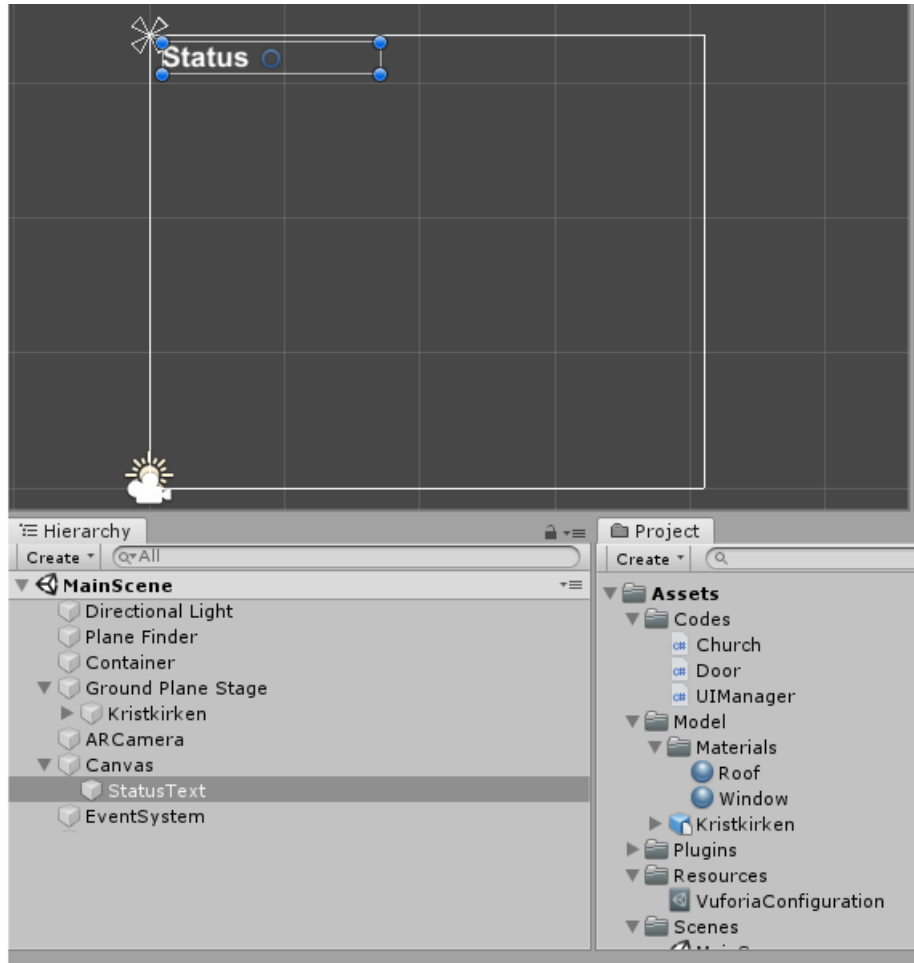 Status
Hierarchy
Create
All
MainScene
Directional Light
Plane Finder
Container
Ground Plane Stage
Kristkirken
ARCamera
Canvas
StatusText
EventSystem
Project
Create
Assets
Codes
C# Church
C# Door
C# UIManager
Model
Materials
Roof
Window
Kristkirken
Plugins
Resources
VuforiaConfiguration
Scenes